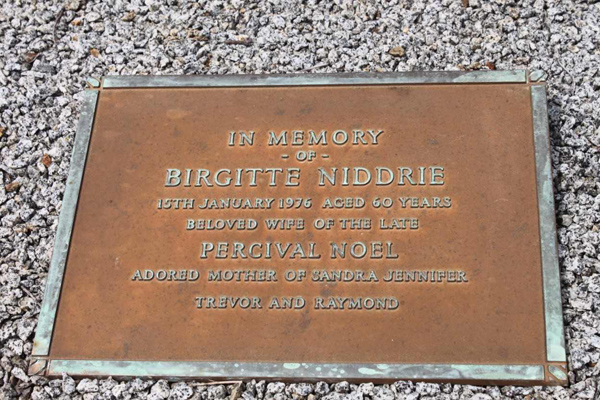 IN MEMORY
- OF -
BIRGITTE NIDDRIE
15TH JANUARY 1976 AGED 60 YEARS
BELOVED WIFE OF THE LATE
PERCIVAL NOEL
ADORED MOTHER OF SANDRA JENNIFER
TREVOR AND RAYMOND